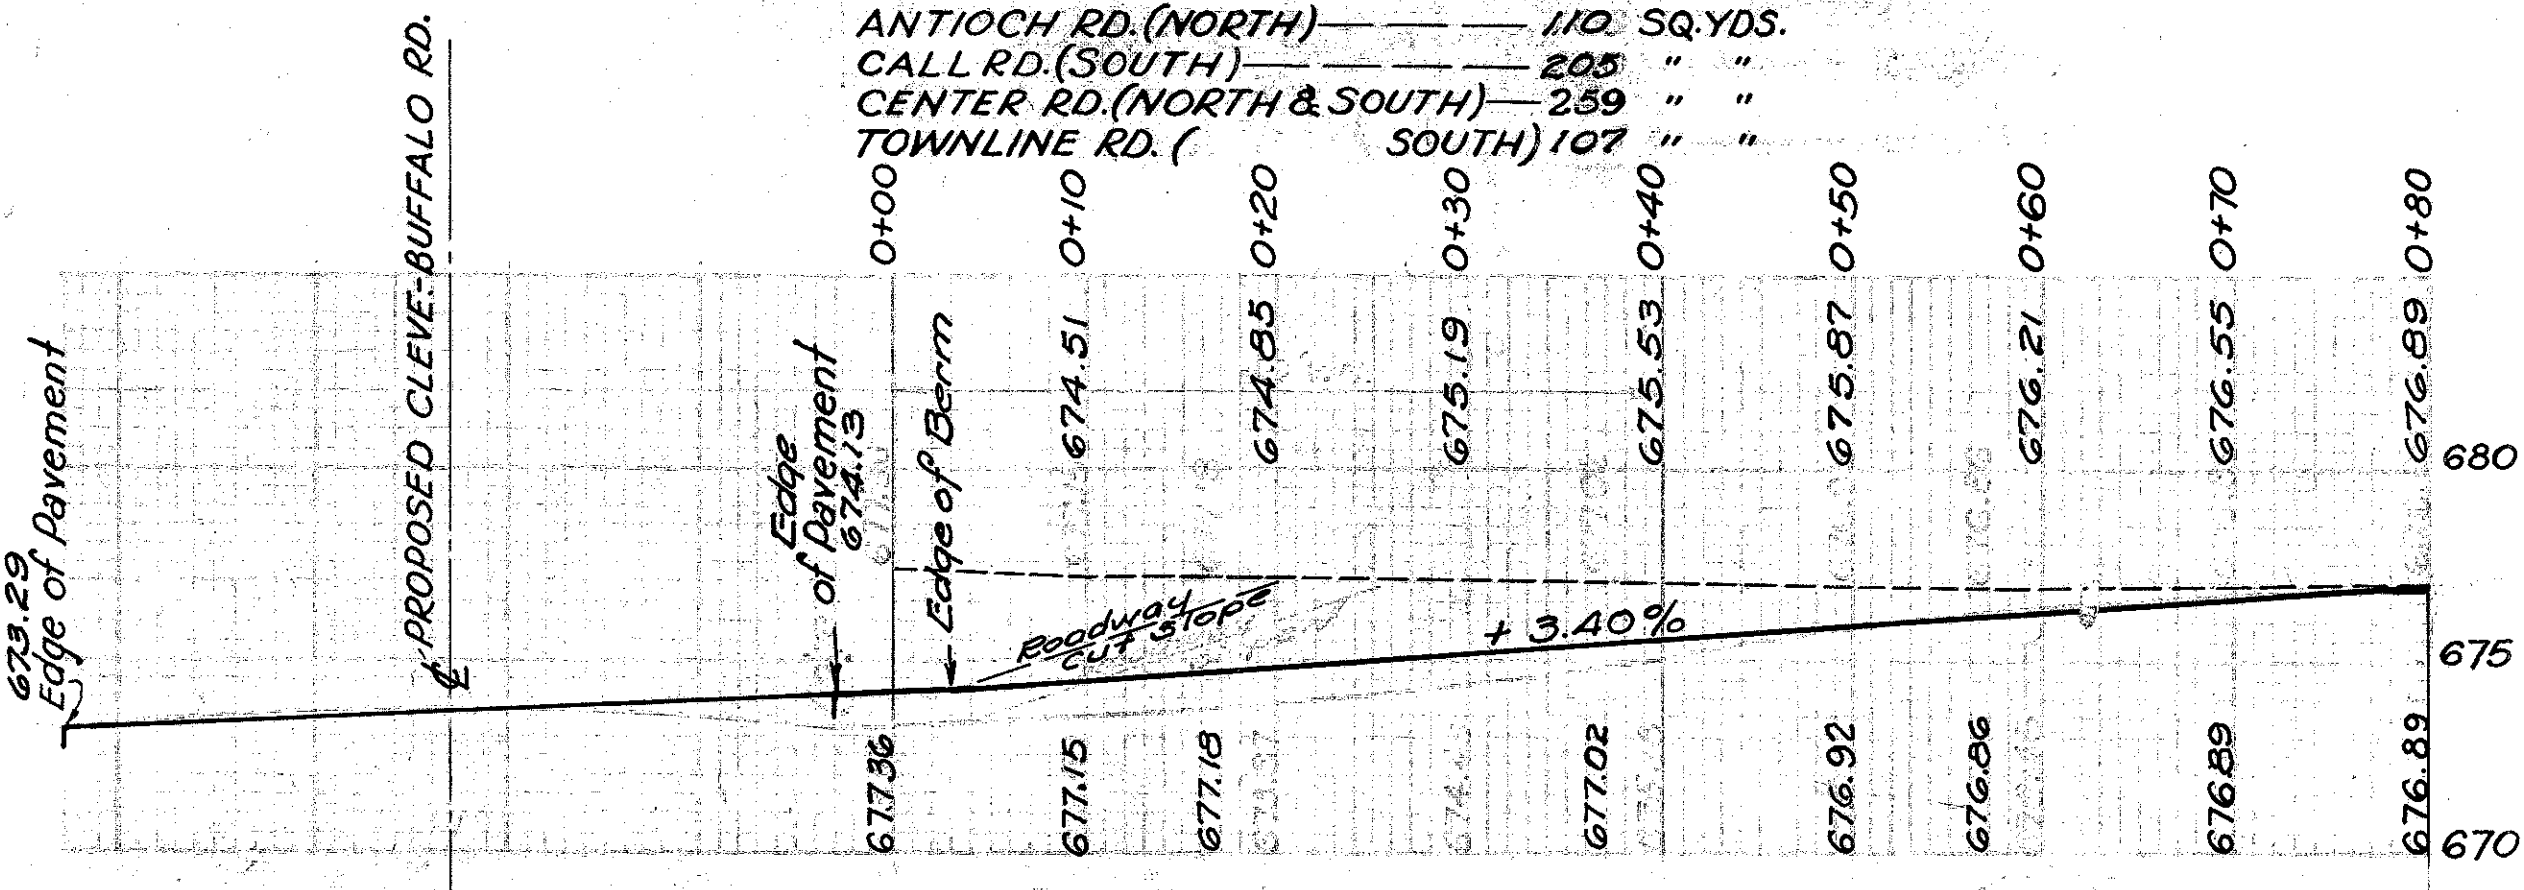 ANTIOCH RD.(NORTH) 110 SQ.YDS.
CALL RD.(SOUTH) 205 " "
CENTER RD.(NORTH & SOUTH) 259 " "
TOWNLINE RD. ( SOUTH) 107 " "
0+00 0+10 0+20 0+30 0+40 0+50 0+60 0+70 0+80
673.29
Edge of Pavement
℄ PROPOSED CLEVE.-BUFFALO RD.
Edge
of Pavement
674.13
Edge of Berm
674.51 674.85 675.19 675.53 675.87 676.21 676.55 676.89
680
Roadway
cut slope
+ 3.40%
675
677.36 677.15 677.18 677.02 676.92 676.86 676.89 676.89
670